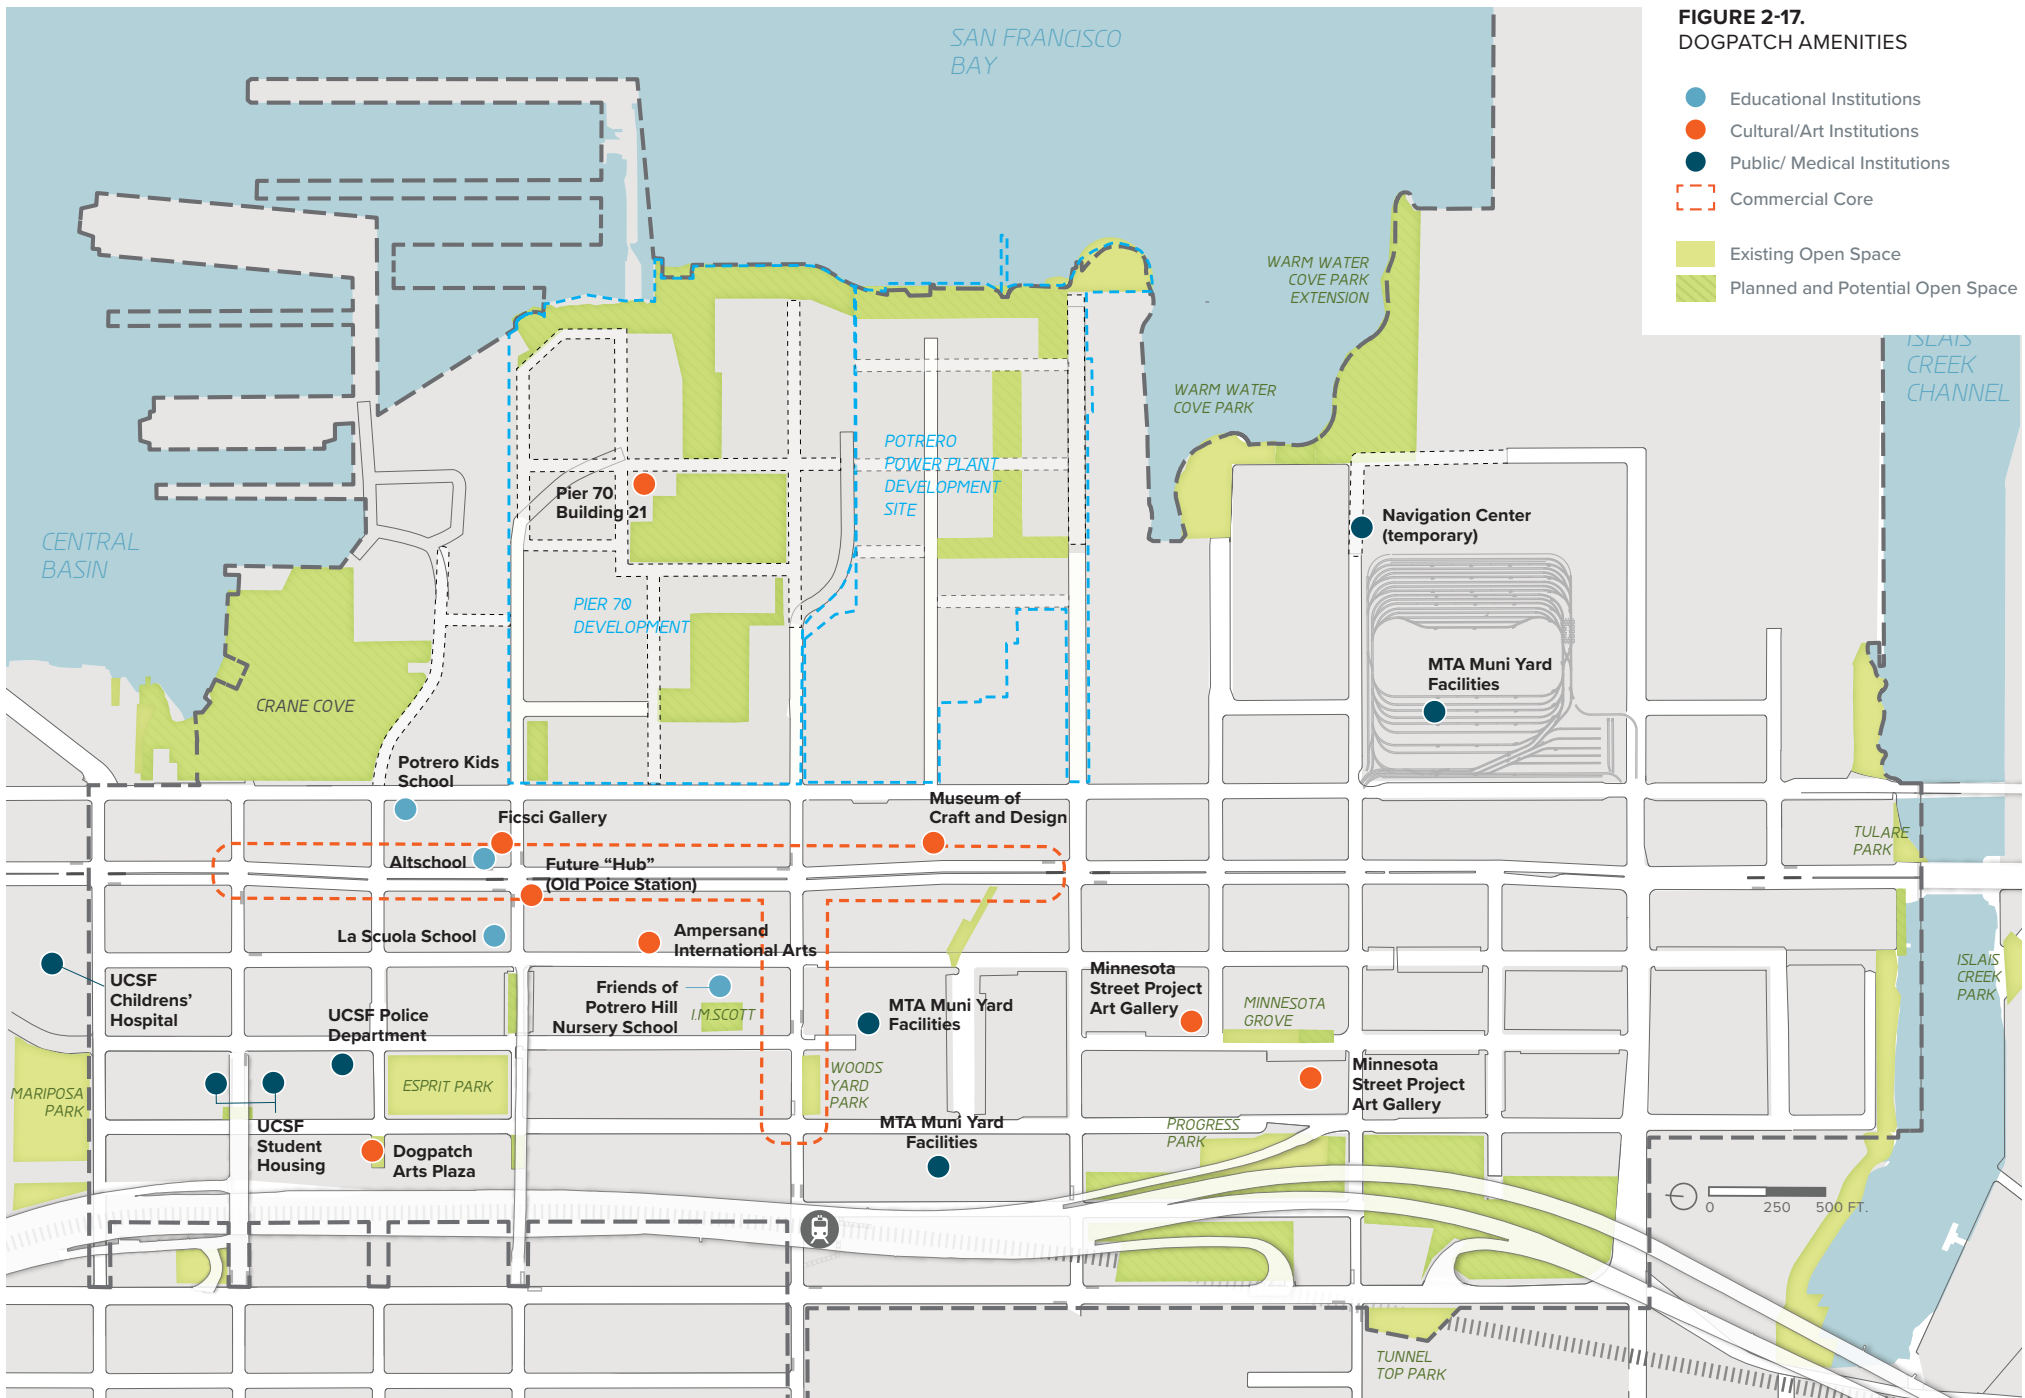 FIGURE 2-17.
DOGPATCH AMENITIES
Educational Institutions
Cultural/Art Institutions
Public/ Medical Institutions
Commercial Core
Existing Open Space
Planned and Potential Open Space
SAN FRANCISCO
BAY
ISLAIS
CREEK
CHANNEL
WARM WATER
COVE PARK
EXTENSION
WARM WATER
COVE PARK
POTRERO
POWER PLANT
DEVELOPMENT
SITE
Pier 70
Building 21
Navigation Center
(temporary)
CENTRAL
BASIN
PIER 70
DEVELOPMENT
MTA Muni Yard
Facilities
CRANE COVE
Potrero Kids
School
Ficsci Gallery
Museum of
Craft and Design
TULARE
PARK
Altschool
Future “Hub”
(Old Poice Station)
La Scuola School
Ampersand
International Arts
UCSF
Childrens’
Hospital
Friends of
Potrero Hill
Nursery School
I.M.SCOTT
MTA Muni Yard
Facilities
Minnesota
Street Project
Art Gallery
MINNESOTA
GROVE
ISLAIS
CREEK
PARK
UCSF Police
Department
ESPRIT PARK
MARIPOSA
PARK
WOODS
YARD
PARK
Minnesota
Street Project
Art Gallery
UCSF
Student
Housing
Dogpatch
Arts Plaza
MTA Muni Yard
Facilities
PROGRESS
PARK
0 250 500 FT.
TUNNEL
TOP PARK